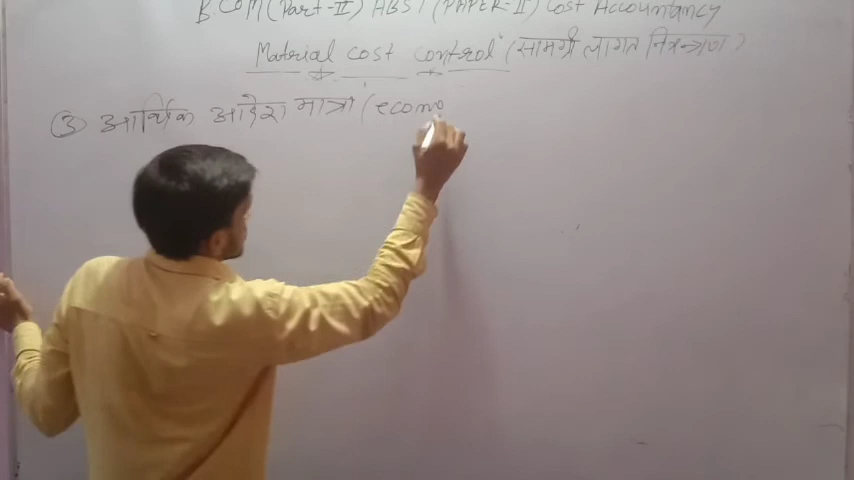 B.COM (Part-II) ABST (PAPER-II) Cost Accountancy
Material cost control (सामग्री लागत नियन्त्रण)
③ आर्थिक आदेश मात्रा (econo